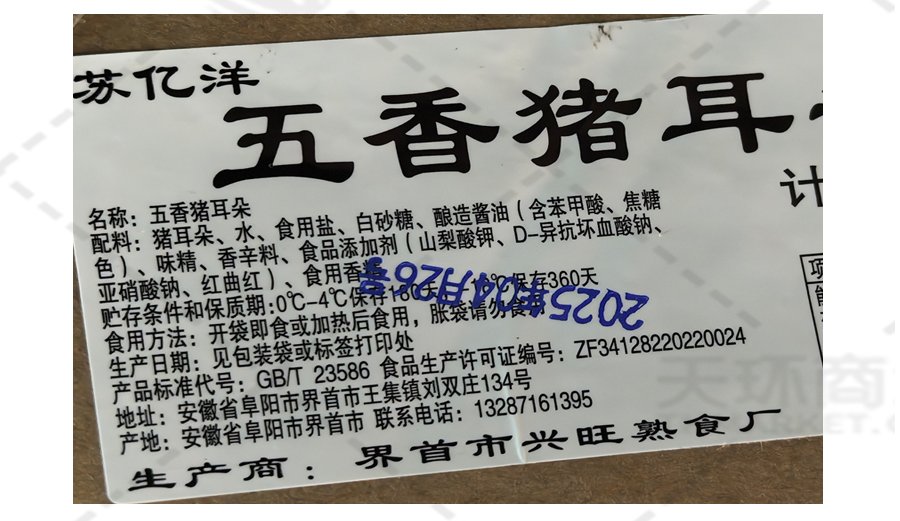 苏亿洋
五香猪耳
计
名称：五香猪耳朵
配料：猪耳朵、水、食用盐、白砂糖、酿造酱油（含苯甲酸、焦糖
色）、味精、香辛料、食品添加剂（山梨酸钾、D-异抗坏血酸钠、
亚硝酸钠、红曲红）、食用香精
贮存条件和保质期:0℃-4℃保存180天 18℃保存360天
2025年04月26号
食用方法：开袋即食或加热后食用，胀袋请勿食用
生产日期：见包装袋或标签打印处
产品标准代号：GB/T 23586 食品生产许可证编号：ZF34128220220024
地址：安徽省阜阳市界首市王集镇刘双庄134号
产地：安徽省阜阳市界首市 联系电话：13287161395
生产商：界首市兴旺熟食厂
项
天环商
MARKET.C